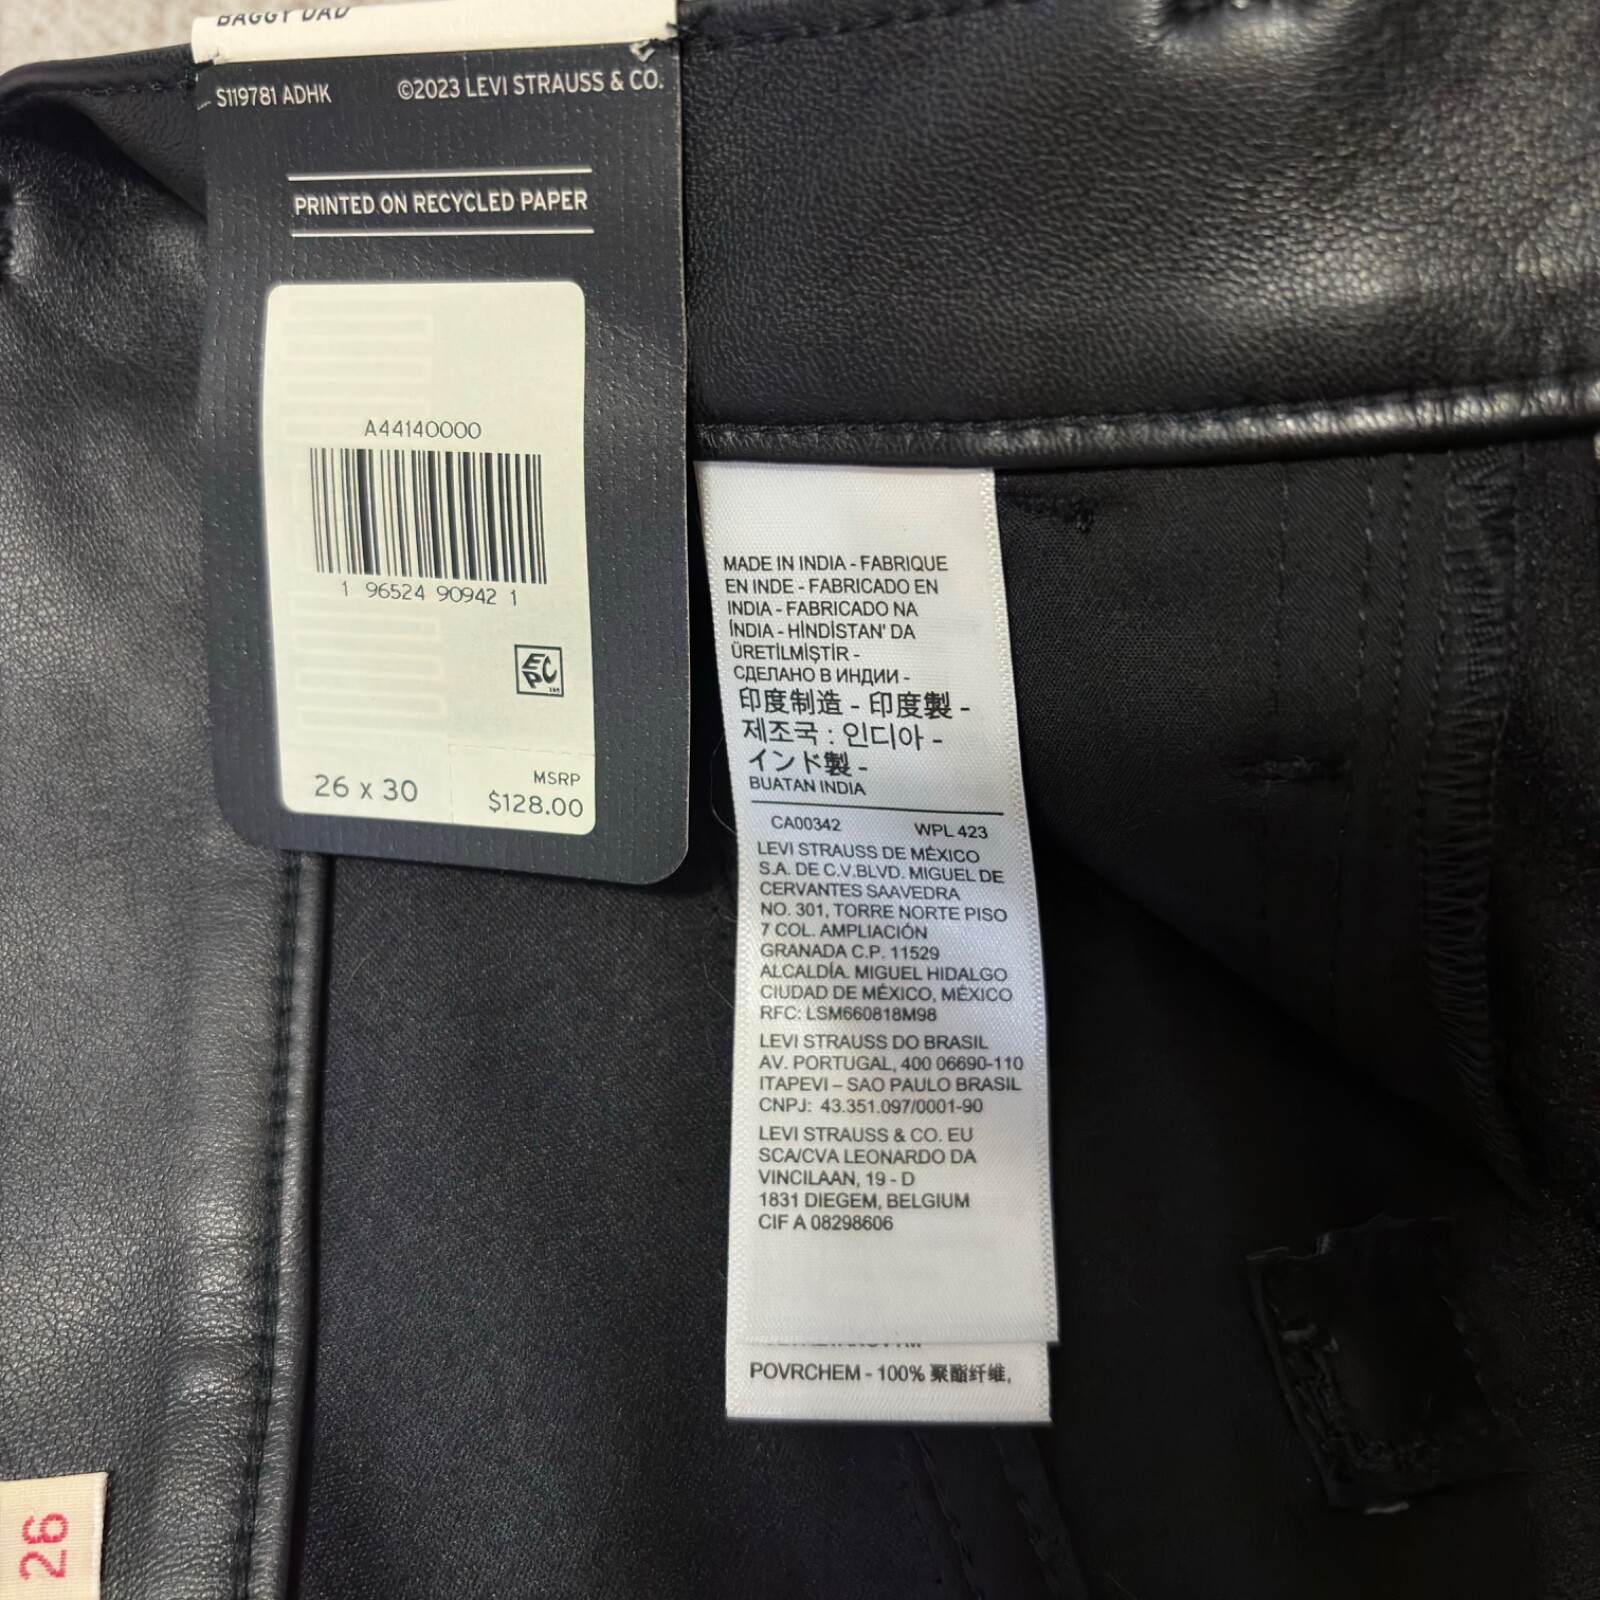 BAGGY DAD
S119781 ADHK
©2023 LEVI STRAUSS & CO.
PRINTED ON RECYCLED PAPER
A44140000
1 96524 90942 1
26 x 30
MSRP
$128.00
MADE IN INDIA - FABRIQUE
EN INDE - FABRICADO EN
INDIA - FABRICADO NA
ÍNDIA - HİNDİSTAN' DA
ÜRETİLMİŞTİR -
СДЕЛАНО В ИНДИИ -
印度制造 - 印度製 -
제조국 : 인디아 -
インド製 -
BUATAN INDIA
CA00342 WPL 423
LEVI STRAUSS DE MÉXICO
S.A. DE C.V.BLVD. MIGUEL DE
CERVANTES SAAVEDRA
NO. 301, TORRE NORTE PISO
7 COL. AMPLIACIÓN
GRANADA C.P. 11529
ALCALDÍA. MIGUEL HIDALGO
CIUDAD DE MÉXICO, MÉXICO
RFC: LSM660818M98
LEVI STRAUSS DO BRASIL
AV. PORTUGAL, 400 06690-110
ITAPEVI – SAO PAULO BRASIL
CNPJ: 43.351.097/0001-90
LEVI STRAUSS & CO. EU
SCA/CVA LEONARDO DA
VINCILAAN, 19 - D
1831 DIEGEM, BELGIUM
CIF A 08298606
POVRCHEM - 100% 聚酯纤维,
26